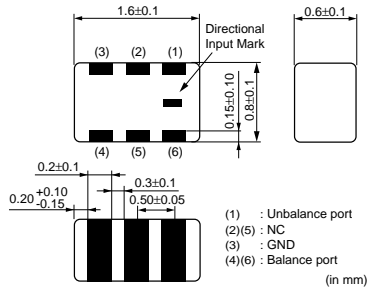 1.6±0.1
0.6±0.1
Directional
Input Mark
(3) (2) (1)
0.15±0.10
0.8±0.1
(4) (5) (6)
0.2±0.1
0.3±0.1
0.20 +0.10 -0.15
0.50±0.05
(1) : Unbalance port
(2)(5) : NC
(3) : GND
(4)(6) : Balance port
(in mm)